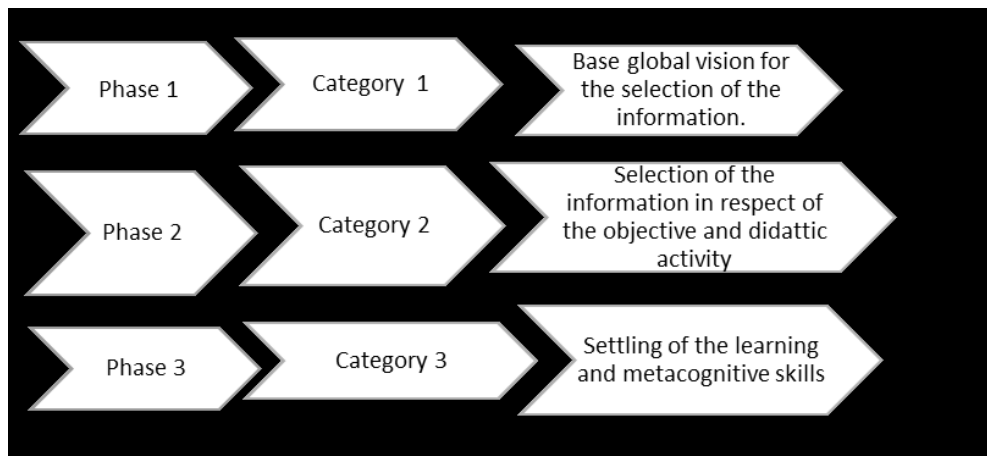 Phase 1
Category 1
Base global vision for
the selection of the
information.
Phase 2
Category 2
Selection of the
information in respect of
the objective and didattic
activity
Phase 3
Category 3
Settling of the learning
and metacognitive skills